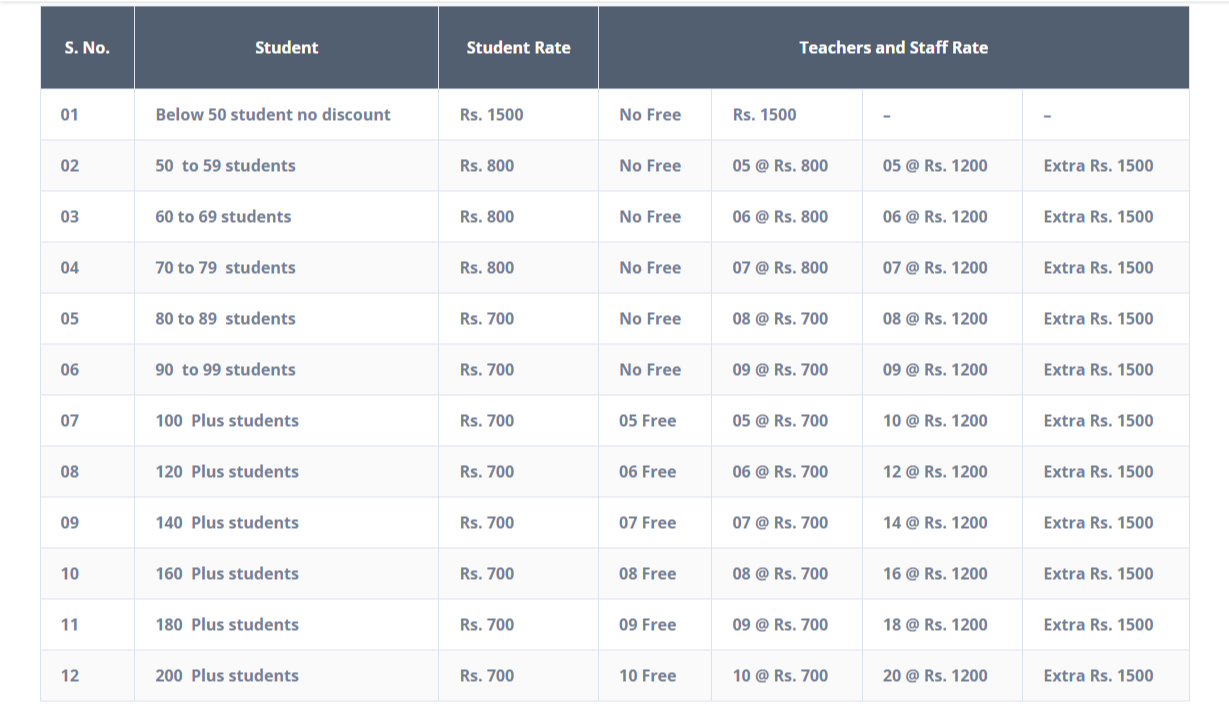 S. No. Student Student Rate Teachers and Staff Rate
01 Below 50 student no discount Rs. 1500 No Free Rs. 1500 – –
02 50 to 59 students Rs. 800 No Free 05 @ Rs. 800 05 @ Rs. 1200 Extra Rs. 1500
03 60 to 69 students Rs. 800 No Free 06 @ Rs. 800 06 @ Rs. 1200 Extra Rs. 1500
04 70 to 79 students Rs. 800 No Free 07 @ Rs. 800 07 @ Rs. 1200 Extra Rs. 1500
05 80 to 89 students Rs. 700 No Free 08 @ Rs. 700 08 @ Rs. 1200 Extra Rs. 1500
06 90 to 99 students Rs. 700 No Free 09 @ Rs. 700 09 @ Rs. 1200 Extra Rs. 1500
07 100 Plus students Rs. 700 05 Free 05 @ Rs. 700 10 @ Rs. 1200 Extra Rs. 1500
08 120 Plus students Rs. 700 06 Free 06 @ Rs. 700 12 @ Rs. 1200 Extra Rs. 1500
09 140 Plus students Rs. 700 07 Free 07 @ Rs. 700 14 @ Rs. 1200 Extra Rs. 1500
10 160 Plus students Rs. 700 08 Free 08 @ Rs. 700 16 @ Rs. 1200 Extra Rs. 1500
11 180 Plus students Rs. 700 09 Free 09 @ Rs. 700 18 @ Rs. 1200 Extra Rs. 1500
12 200 Plus students Rs. 700 10 Free 10 @ Rs. 700 20 @ Rs. 1200 Extra Rs. 1500